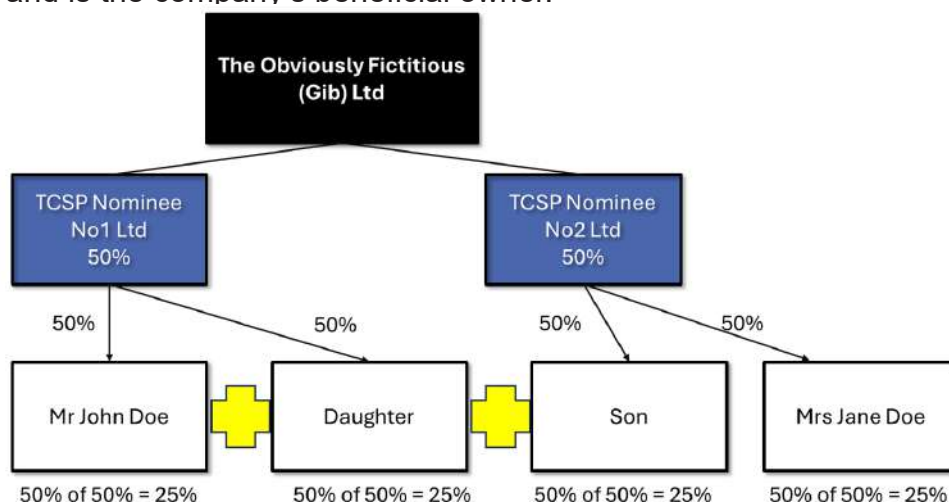 and is the company's beneficial owner.
The Obviously Fictitious
(Gib) Ltd
TCSP Nominee
No1 Ltd
50%
TCSP Nominee
No2 Ltd
50%
50%
50%
50%
50%
Mr John Doe
Daughter
Son
Mrs Jane Doe
50% of 50% = 25%
50% of 50% = 25%
50% of 50% = 25%
50% of 50% = 25%